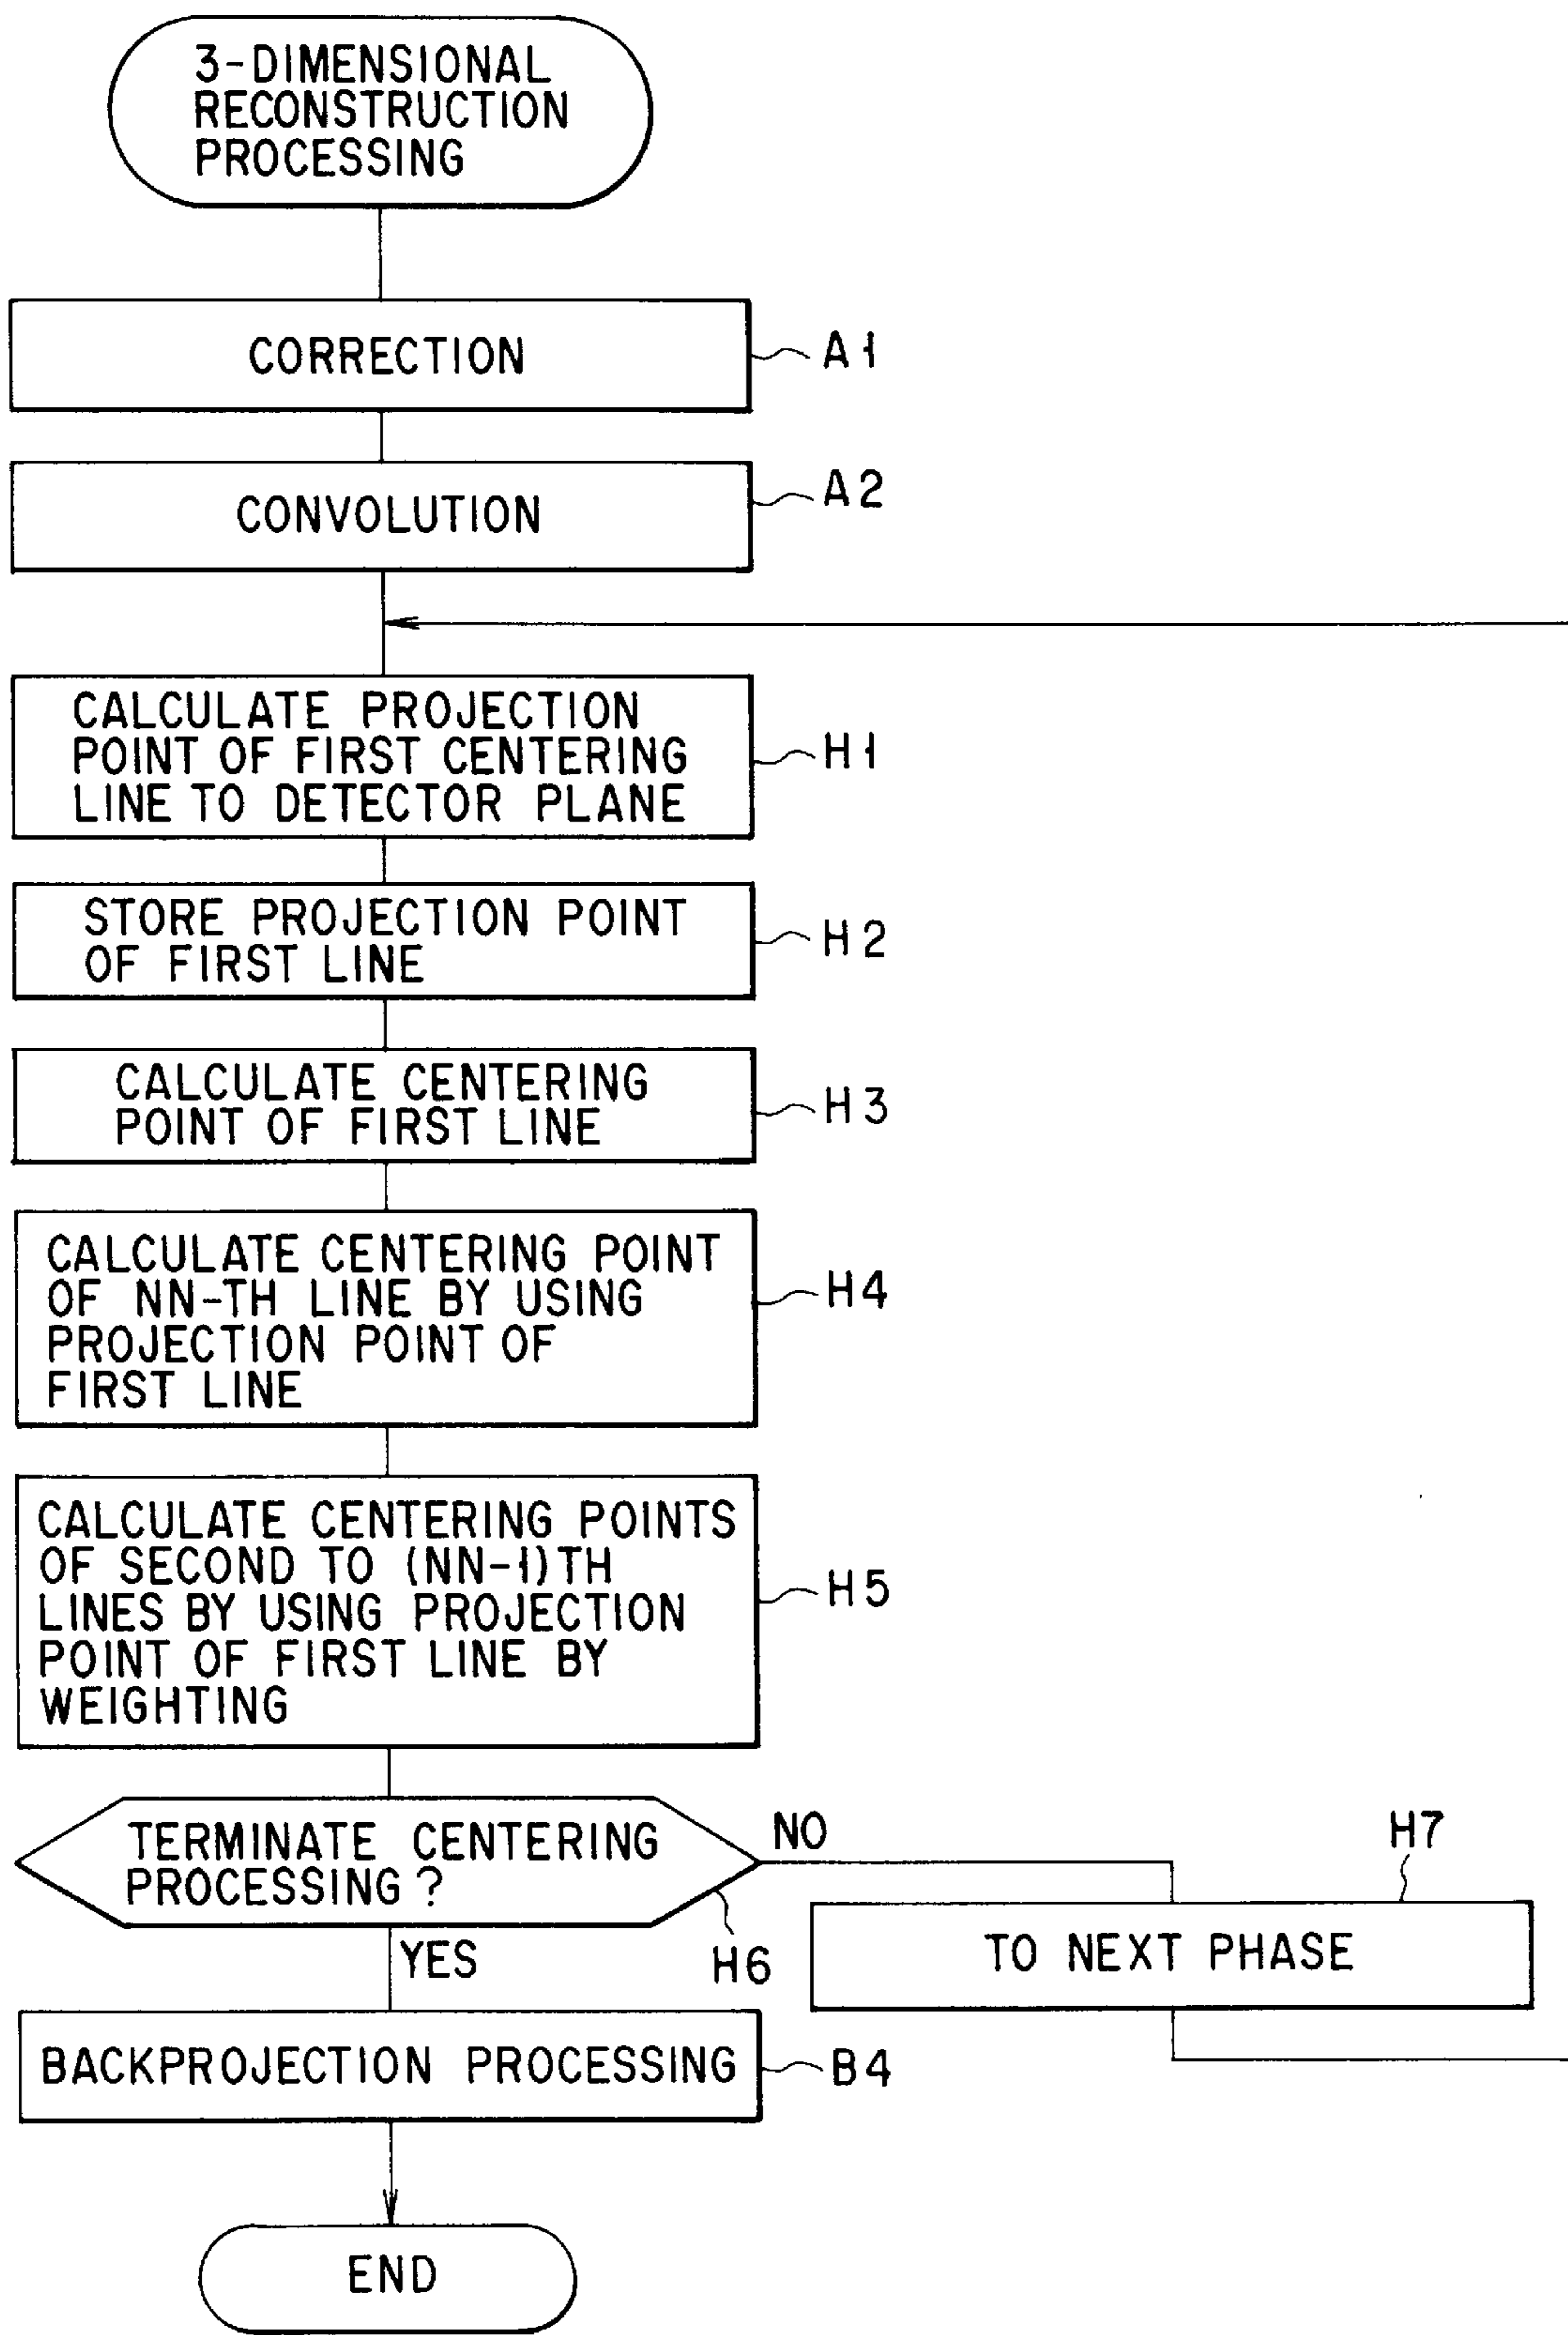 3-DIMENSIONAL
RECONSTRUCTION
PROCESSING
CORRECTION
A1
CONVOLUTION
A2
CALCULATE PROJECTION
POINT OF FIRST CENTERING
LINE TO DETECTOR PLANE
H1
STORE PROJECTION POINT
OF FIRST LINE
H2
CALCULATE CENTERING
POINT OF FIRST LINE
H3
CALCULATE CENTERING POINT
OF NN-TH LINE BY USING
PROJECTION POINT OF
FIRST LINE
H4
CALCULATE CENTERING POINTS
OF SECOND TO (NN-1)TH
LINES BY USING PROJECTION
POINT OF FIRST LINE BY
WEIGHTING
H5
TERMINATE CENTERING
PROCESSING ?
NO
H6
YES
H7
TO NEXT PHASE
BACKPROJECTION PROCESSING
B4
END